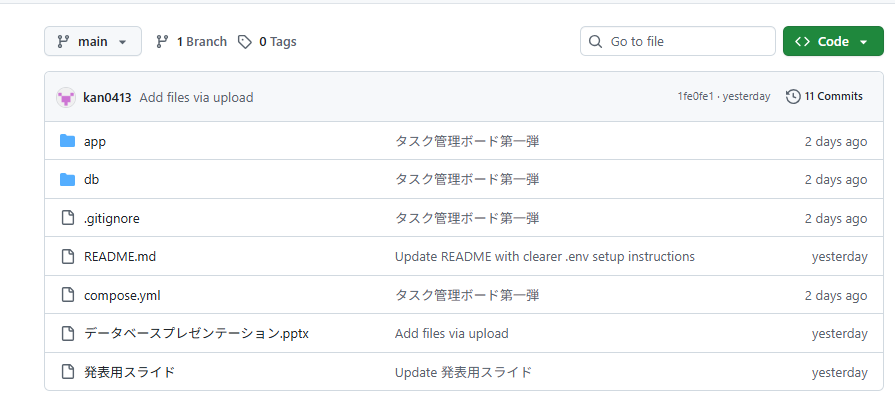 main 1 Branch 0 Tags Go to file Code
kan0413 Add files via upload 1fe0fe1 · yesterday 11 Commits
app タスク管理ボード第一弾 2 days ago
db タスク管理ボード第一弾 2 days ago
.gitignore タスク管理ボード第一弾 2 days ago
README.md Update README with clearer .env setup instructions yesterday
compose.yml タスク管理ボード第一弾 2 days ago
データベースプレゼンテーション.pptx Add files via upload yesterday
発表用スライド Update 発表用スライド yesterday